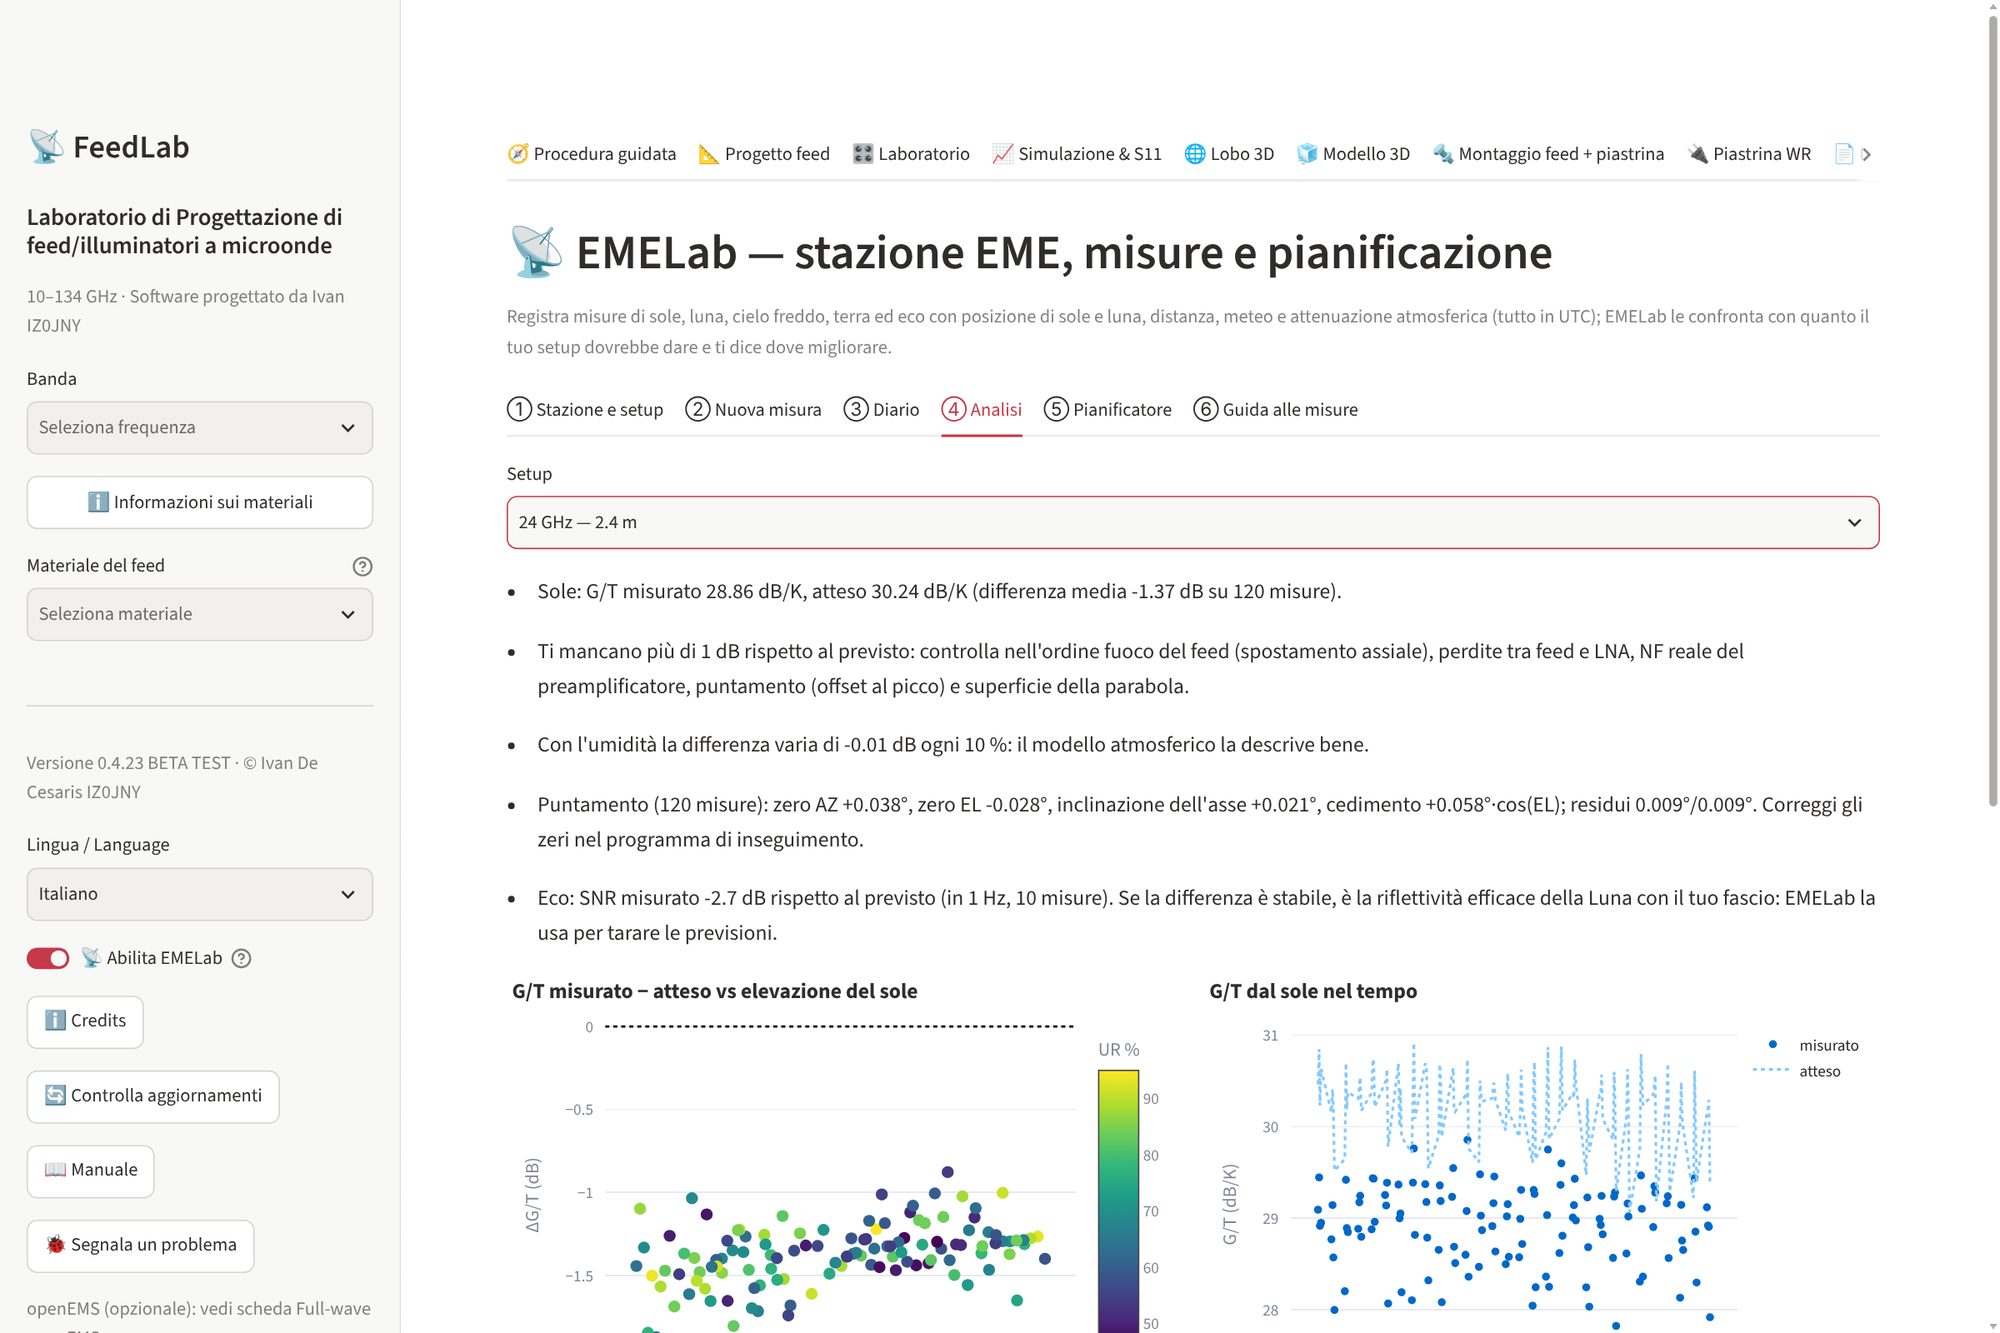 FeedLab
Laboratorio di Progettazione di
feed/illuminatori a microonde
10–134 GHz · Software progettato da Ivan
IZ0JNY
Banda
Seleziona frequenza
Informazioni sui materiali
Materiale del feed
Seleziona materiale
Versione 0.4.23 BETA TEST · © Ivan De
Cesaris IZ0JNY
Lingua / Language
Italiano
Abilita EMELab
Credits
Controlla aggiornamenti
Manuale
Segnala un problema
openEMS (opzionale): vedi scheda Full-wave
Procedura guidata Progetto feed Laboratorio Simulazione & S11 Lobo 3D Modello 3D Montaggio feed + piastrina Piastrina WR
EMELab — stazione EME, misure e pianificazione
Registra misure di sole, luna, cielo freddo, terra ed eco con posizione di sole e luna, distanza, meteo e attenuazione atmosferica (tutto in UTC); EMELab le confronta con quanto il
tuo setup dovrebbe dare e ti dice dove migliorare.
① Stazione e setup ② Nuova misura ③ Diario ④ Analisi ⑤ Pianificatore ⑥ Guida alle misure
Setup
24 GHz — 2.4 m
• Sole: G/T misurato 28.86 dB/K, atteso 30.24 dB/K (differenza media -1.37 dB su 120 misure).
• Ti mancano più di 1 dB rispetto al previsto: controlla nell'ordine fuoco del feed (spostamento assiale), perdite tra feed e LNA, NF reale del
preamplificatore, puntamento (offset al picco) e superficie della parabola.
• Con l'umidità la differenza varia di -0.01 dB ogni 10 %: il modello atmosferico la descrive bene.
• Puntamento (120 misure): zero AZ +0.038°, zero EL -0.028°, inclinazione dell'asse +0.021°, cedimento +0.058°·cos(EL); residui 0.009°/0.009°. Correggi gli
zeri nel programma di inseguimento.
• Eco: SNR misurato -2.7 dB rispetto al previsto (in 1 Hz, 10 misure). Se la differenza è stabile, è la riflettività efficace della Luna con il tuo fascio: EMELab la
usa per tarare le previsioni.
G/T misurato − atteso vs elevazione del sole
0
−0.5
−1
−1.5
ΔG/T (dB)
UR %
90
80
70
60
50
G/T dal sole nel tempo
31
30
29
28
G/T (dB/K)
misurato
atteso